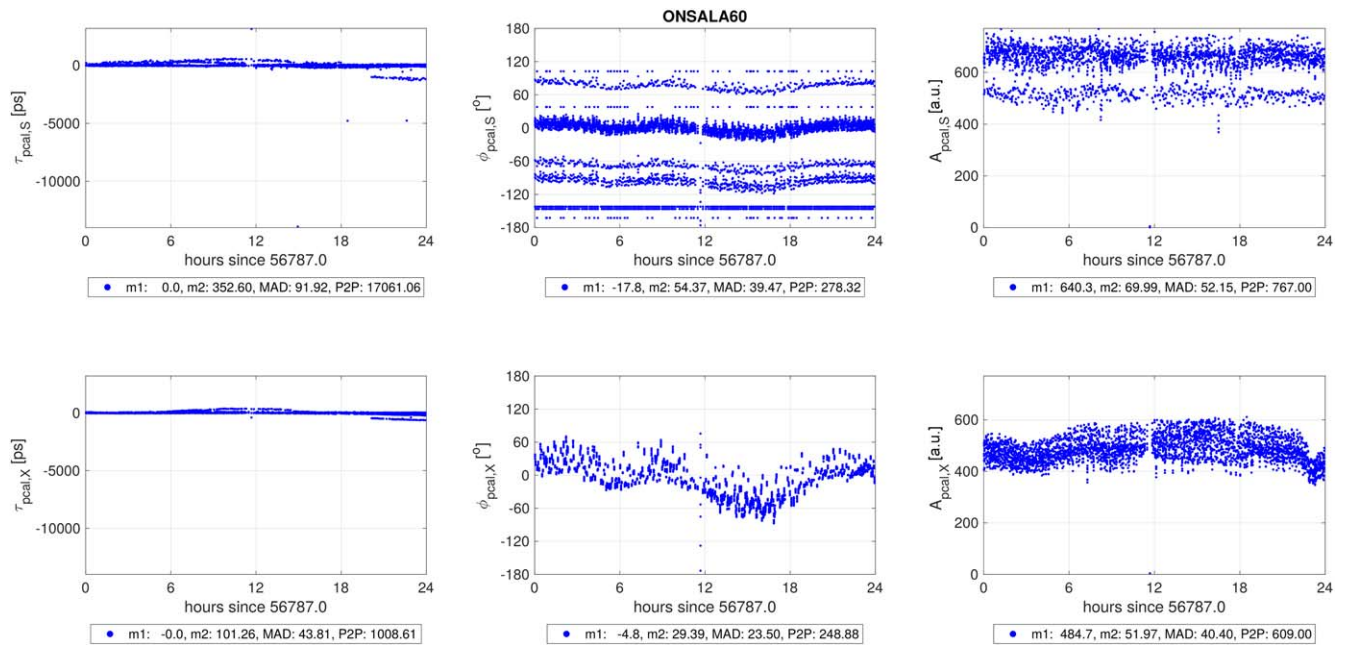 ONSALA60
τpcal,S [ps]
0
-5000
-10000
0 6 12 18 24
hours since 56787.0
m1: 0.0, m2: 352.60, MAD: 91.92, P2P: 17061.06
ϕpcal,S [o]
180
120
60
0
-60
-120
-180
0 6 12 18 24
hours since 56787.0
m1: -17.8, m2: 54.37, MAD: 39.47, P2P: 278.32
Apcal,S [a.u.]
600
400
200
0
0 6 12 18 24
hours since 56787.0
m1: 640.3, m2: 69.99, MAD: 52.15, P2P: 767.00
τpcal,X [ps]
0
-5000
-10000
0 6 12 18 24
hours since 56787.0
m1: -0.0, m2: 101.26, MAD: 43.81, P2P: 1008.61
ϕpcal,X [o]
180
120
60
0
-60
-120
-180
0 6 12 18 24
hours since 56787.0
m1: -4.8, m2: 29.39, MAD: 23.50, P2P: 248.88
Apcal,X [a.u.]
600
400
200
0
0 6 12 18 24
hours since 56787.0
m1: 484.7, m2: 51.97, MAD: 40.40, P2P: 609.00